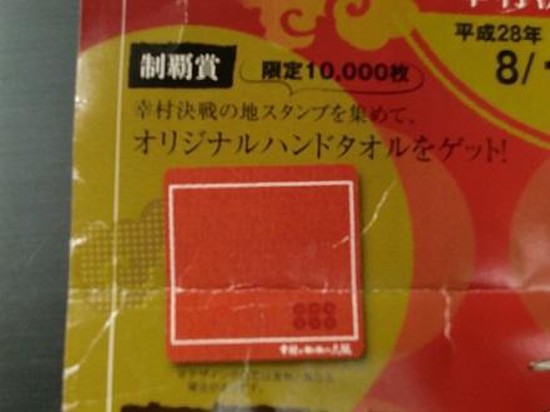 平成28年
8/
制覇賞
限定10,000枚
幸村決戦の地スタンプを集めて、
オリジナルハンドタオルをゲット!